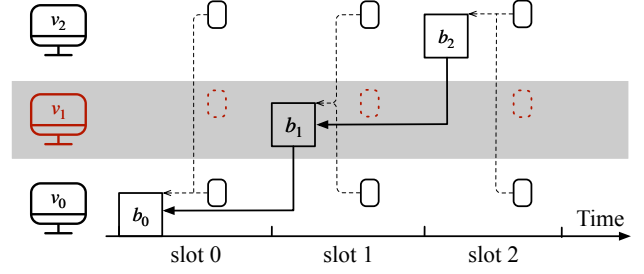 v₂
b₂
v₁
b₁
v₀
b₀
Time
slot 0 slot 1 slot 2